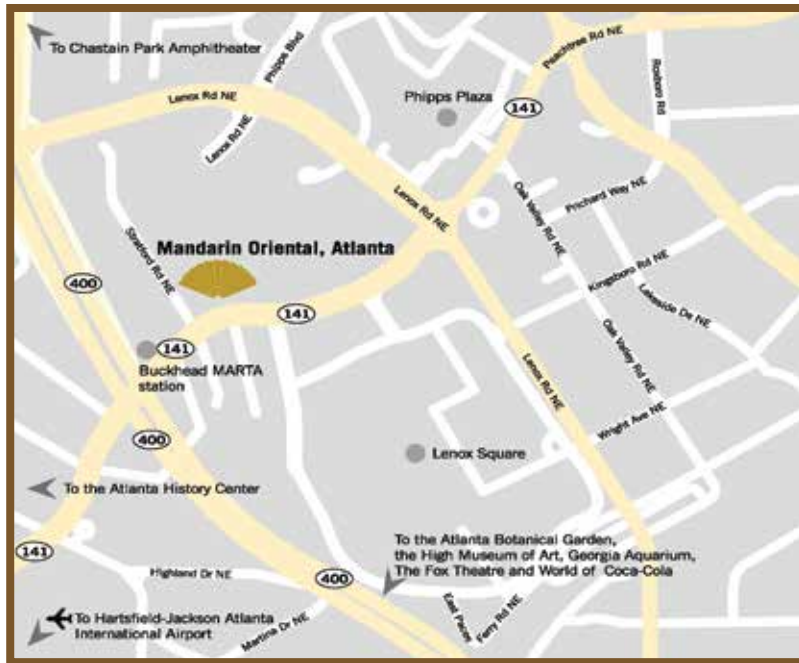 To Chastain Park Amphitheater
Phipps Blvd
Peachtree Rd NE
Roxboro Rd
Lenox Rd NE
Phipps Plaza
141
Lenox Rd NE
Lenox Rd NE
Oak Valley Rd NE
Prichard Way NE
Stratford Rd NE
Mandarin Oriental, Atlanta
400
141
Kingsboro Rd NE
Lakeside De NE
141
Buckhead MARTA
station
Oak Valley Rd NE
Lenox Rd NE
Wright Ave NE
400
Lenox Square
To the Atlanta History Center
141
To the Atlanta Botanical Garden,
the High Museum of Art, Georgia Aquarium,
The Fox Theatre and World of Coca-Cola
Highland Dr NE
400
East Paces
Ferry Rd NE
To Hartsfield-Jackson Atlanta
International Airport
Martina Dr NE